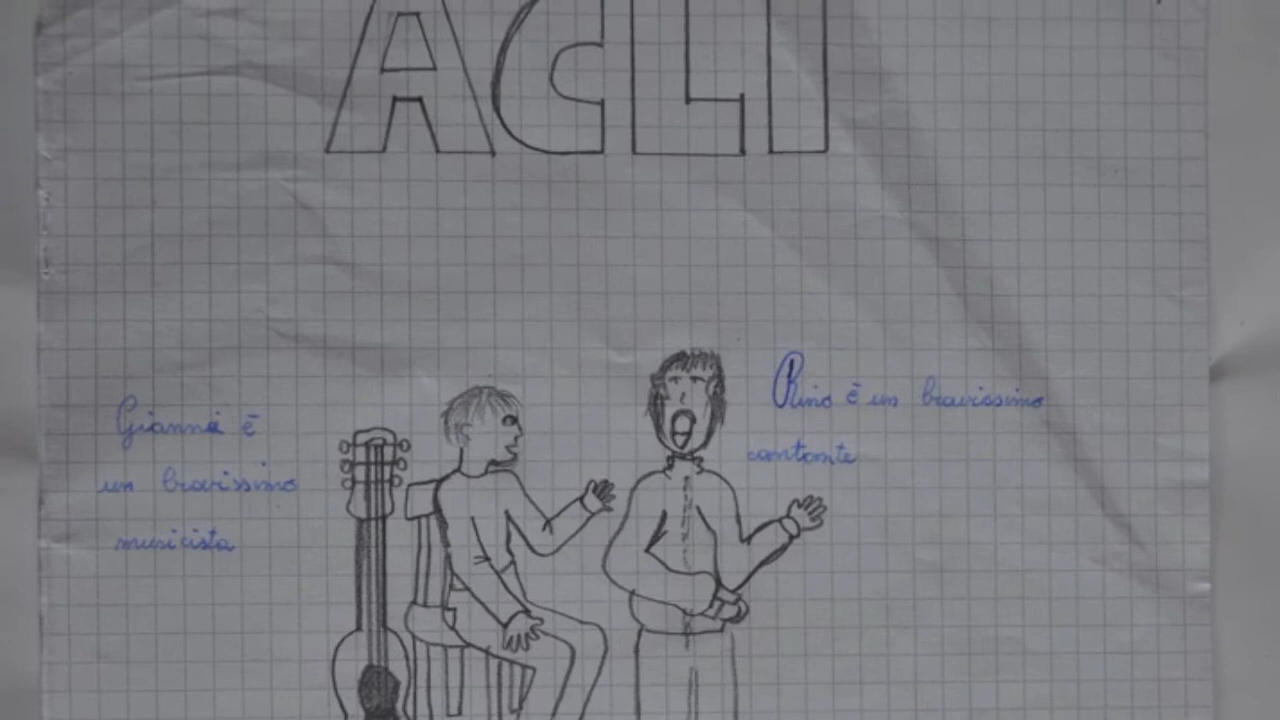 ACLI
Gianni è
un bravissimo
musicista
Rino è un bravissimo
cantante